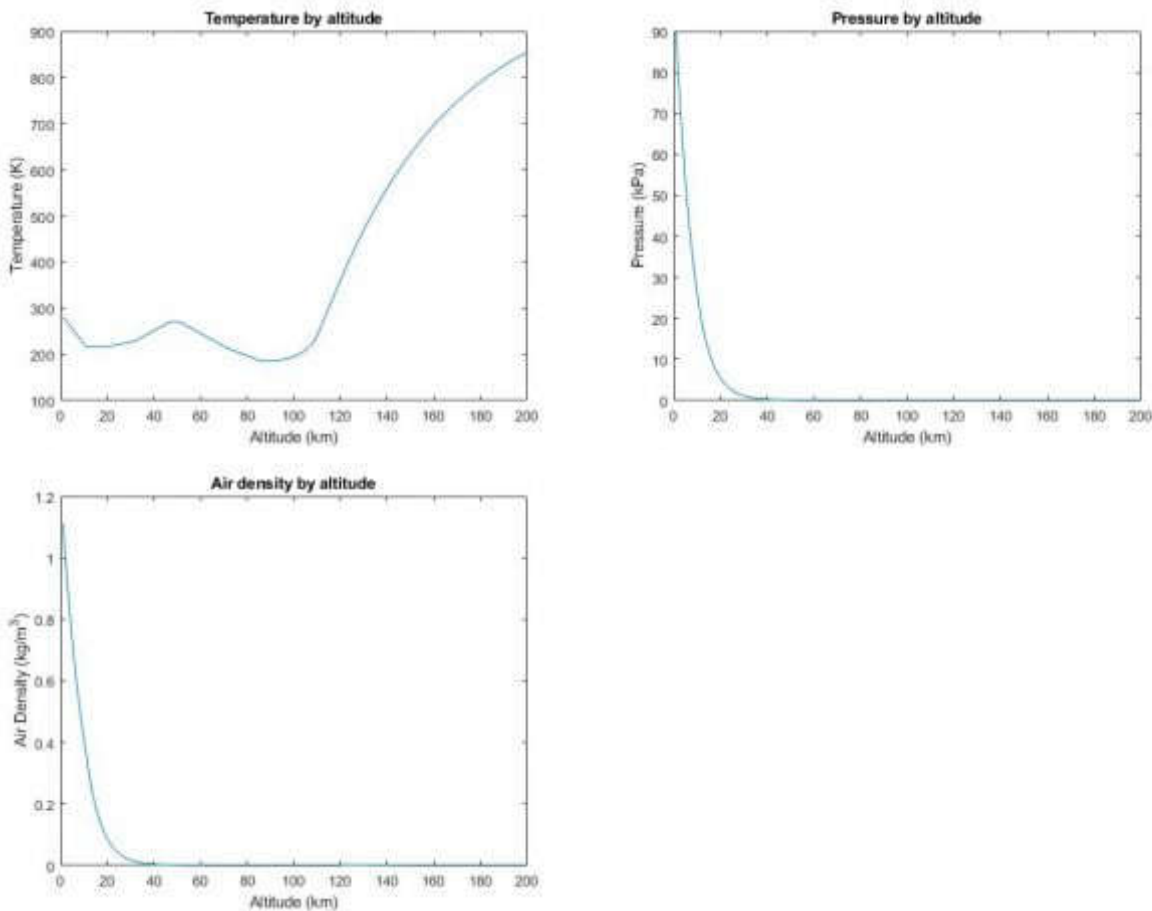 Temperature by altitude
900
800
700
600
500
400
300
200
100
Temperature (K)
0 20 40 60 80 100 120 140 160 180 200
Altitude (km)
Pressure by altitude
90
80
70
60
50
40
30
20
10
0
Pressure (kPa)
0 20 40 60 80 100 120 140 160 180 200
Altitude (km)
Air density by altitude
1.2
1
0.8
0.6
0.4
0.2
0
Air Density (kg/m³)
0 20 40 60 80 100 120 140 160 180 200
Altitude (km)